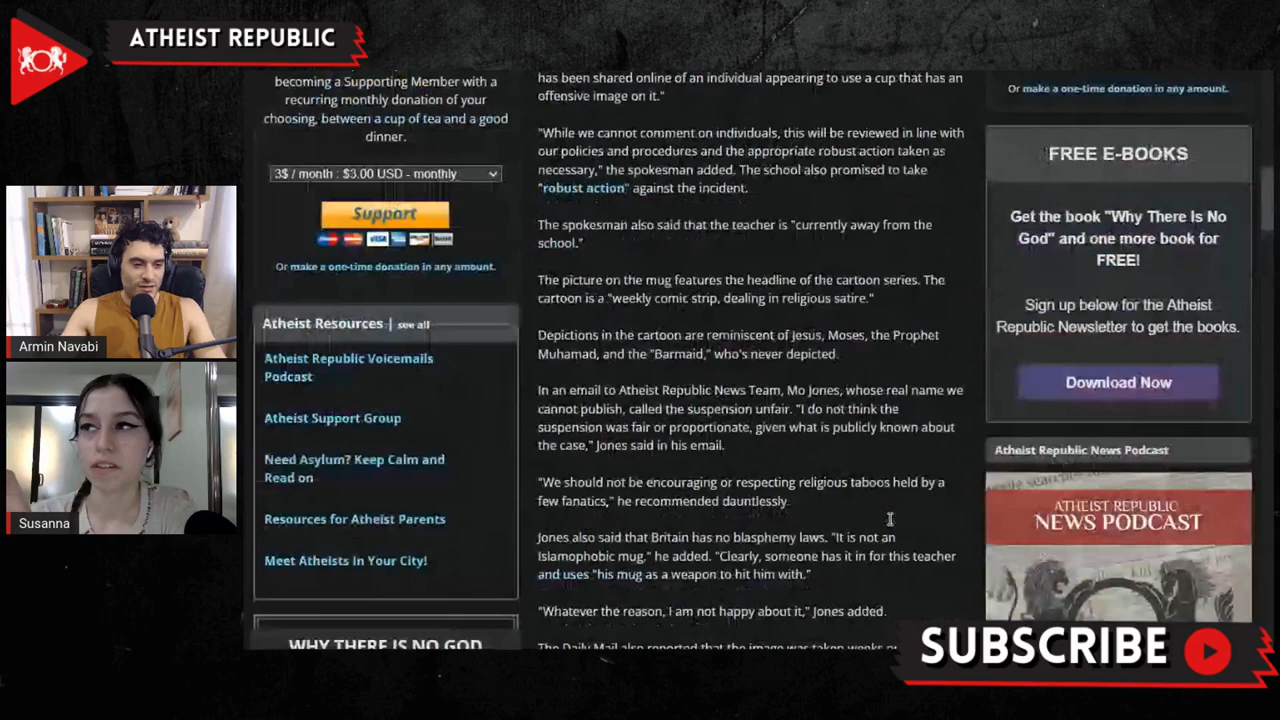 ATHEIST REPUBLIC
becoming a Supporting Member with a
recurring monthly donation of your
choosing, between a cup of tea and a good
dinner.
3$ / month : $3.00 USD - monthly
Support
VISA
Or make a one-time donation in any amount.
Atheist Resources | see all
Atheist Republic Voicemails
Podcast
Atheist Support Group
Need Asylum? Keep Calm and
Read on
Resources for Atheist Parents
Meet Atheists in Your City!
WHY THERE IS NO GOD
has been shared online of an individual appearing to use a cup that has an
offensive image on it."
"While we cannot comment on individuals, this will be reviewed in line with
our policies and procedures and the appropriate robust action taken as
necessary," the spokesman added. The school also promised to take
"robust action" against the incident.
The spokesman also said that the teacher is "currently away from the
school."
The picture on the mug features the headline of the cartoon series. The
cartoon is a "weekly comic strip, dealing in religious satire."
Depictions in the cartoon are reminiscent of Jesus, Moses, the Prophet
Muhamad, and the "Barmaid," who's never depicted.
In an email to Atheist Republic News Team, Mo Jones, whose real name we
cannot publish, called the suspension unfair. "I do not think the
suspension was fair or proportionate, given what is publicly known about
the case," Jones said in his email.
"We should not be encouraging or respecting religious taboos held by a
few fanatics," he recommended dauntlessly.
Jones also said that Britain has no blasphemy laws. "It is not an
Islamophobic mug," he added. "Clearly, someone has it in for this teacher
and uses "his mug as a weapon to hit him with."
"Whatever the reason, I am not happy about it," Jones added.
The Daily Mail also reported that the image was taken weeks
Or make a one-time donation in any amount.
FREE E-BOOKS
Get the book "Why There Is No
God" and one more book for
FREE!
Sign up below for the Atheist
Republic Newsletter to get the books.
Download Now
Atheist Republic News Podcast
ATHEIST REPUBLIC
NEWS PODCAST
Armin Navabi
Susanna
SUBSCRIBE